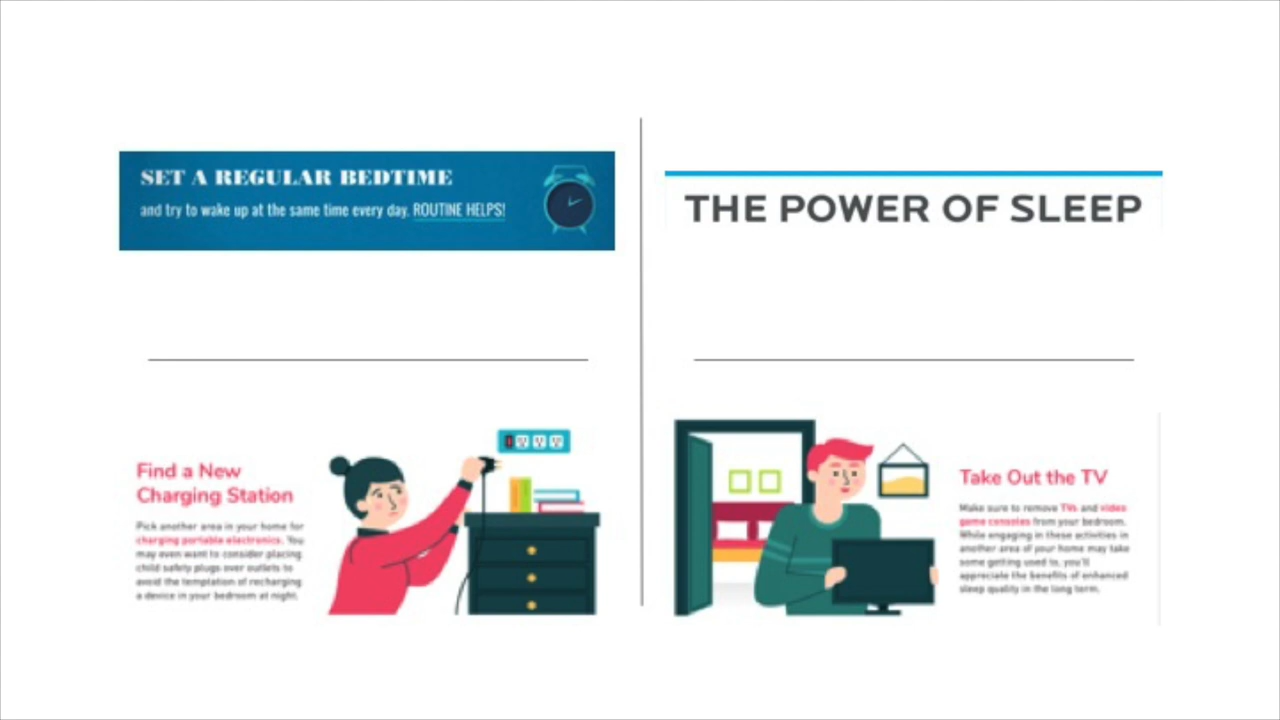 SET A REGULAR BEDTIME
and try to wake up at the same time every day. ROUTINE HELPS!
THE POWER OF SLEEP
Find a New
Charging Station
Pick another area in your home for
charging portable electronics. You
may even want to consider placing
child safety plugs over outlets to
avoid the temptation of recharging
a device in your bedroom at night.
Take Out the TV
Make sure to remove TVs and video
game consoles from your bedroom.
While engaging in these activities in
another area of your home may take
some getting used to, you'll
appreciate the benefits of enhanced
sleep quality in the long term.